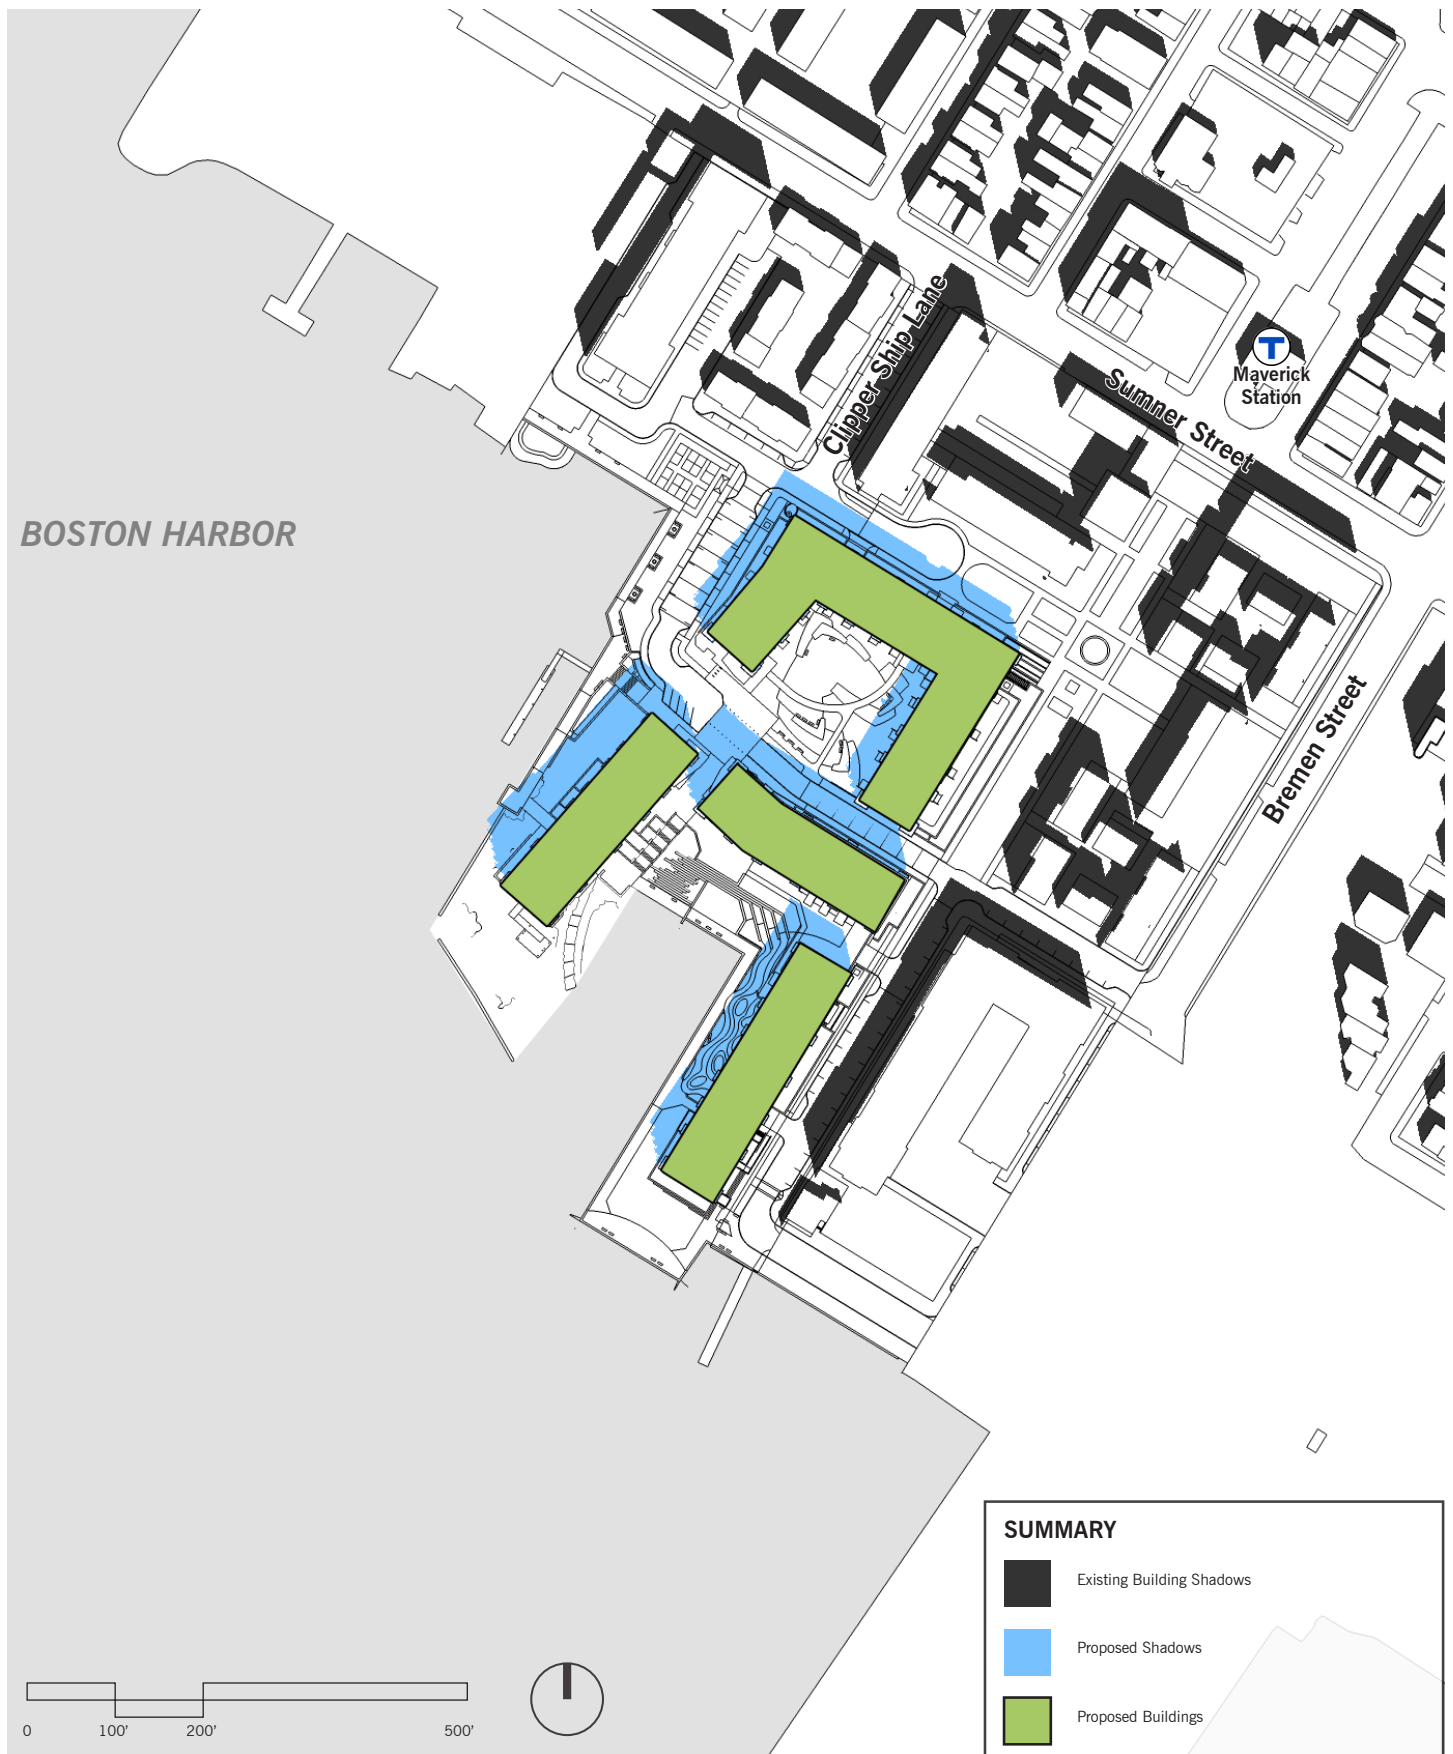 Clipper Ship Lane
Sumner Street
T
Maverick
Station
BOSTON HARBOR
Bremen Street
SUMMARY
Existing Building Shadows
Proposed Shadows
Proposed Buildings
0 100' 200' 500'